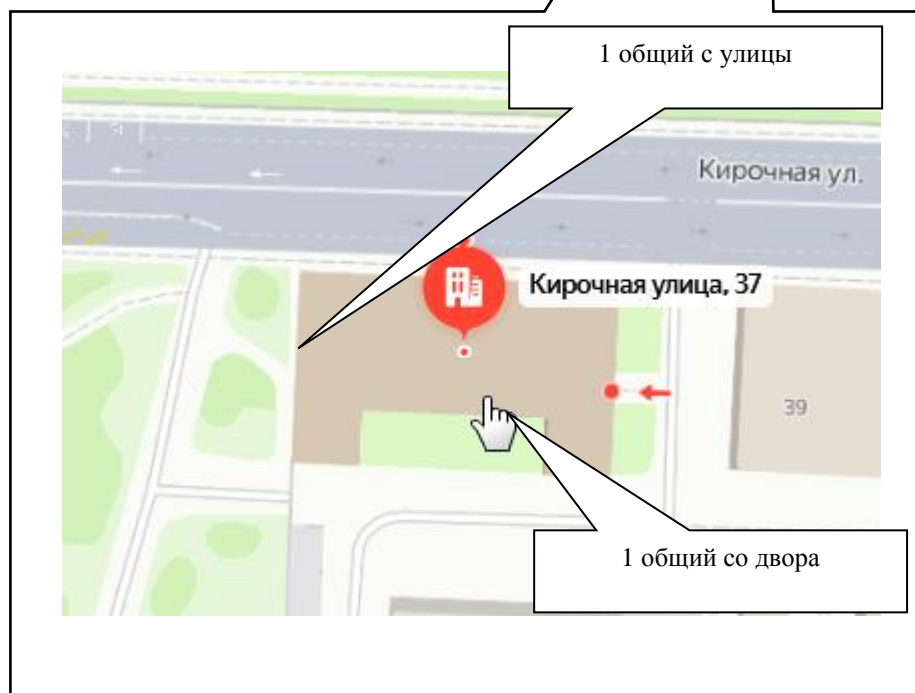 1 общий с улицы
Кирочная ул.
Кирочная улица, 37
39
1 общий со двора